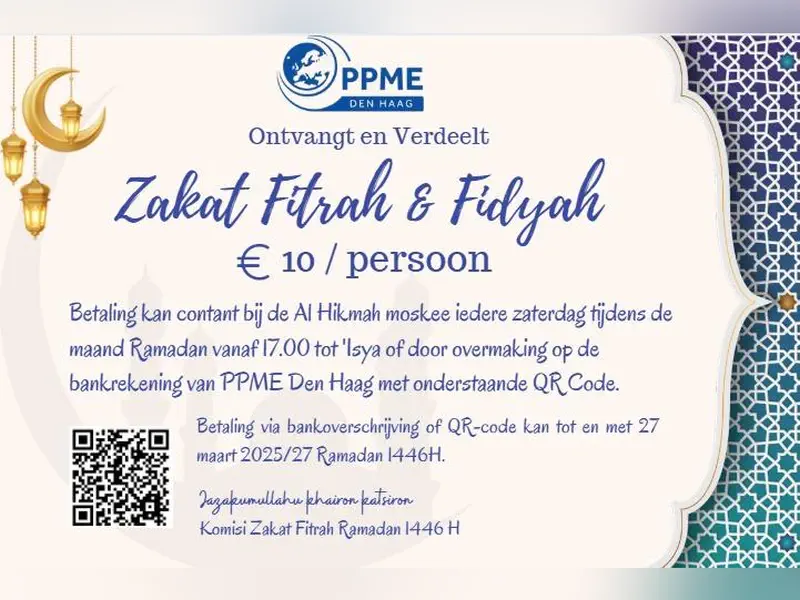 PPME
DEN HAAG
Ontvangt en Verdeelt
Zakat Fitrah & Fidyah
€ 10 / persoon
Betaling kan contant bij de Al Hikmah moskee iedere zaterdag tijdens de
maand Ramadan vanaf 17.00 tot 'Isya of door overmaking op de
bankrekening van PPME Den Haag met onderstaande QR Code.
Betaling via bankoverschrijving of QR-code kan tot en met 27
maart 2025/27 Ramadan 1446H.
Jazakumullahu khairon katsiron
Komisi Zakat Fitrah Ramadan 1446 H